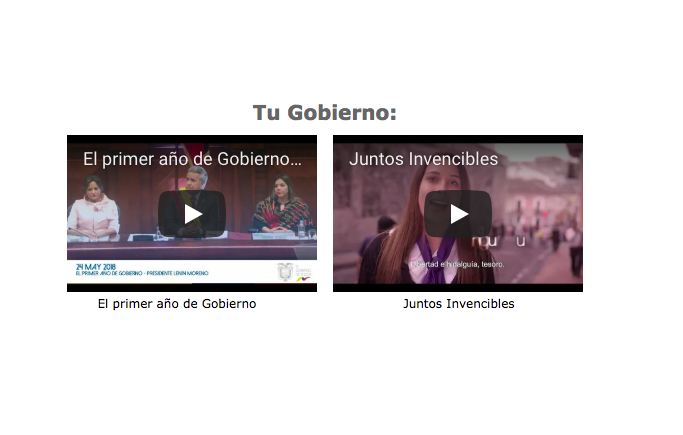 Tu Gobierno:
El primer año de Gobierno...
24 MAY 2018
EL PRIMER AÑO DE GOBIERNO - PRESIDENTE LENIN MORENO
El primer año de Gobierno
Juntos Invencibles
Libertad e hidalguía, tesoro.
Juntos Invencibles